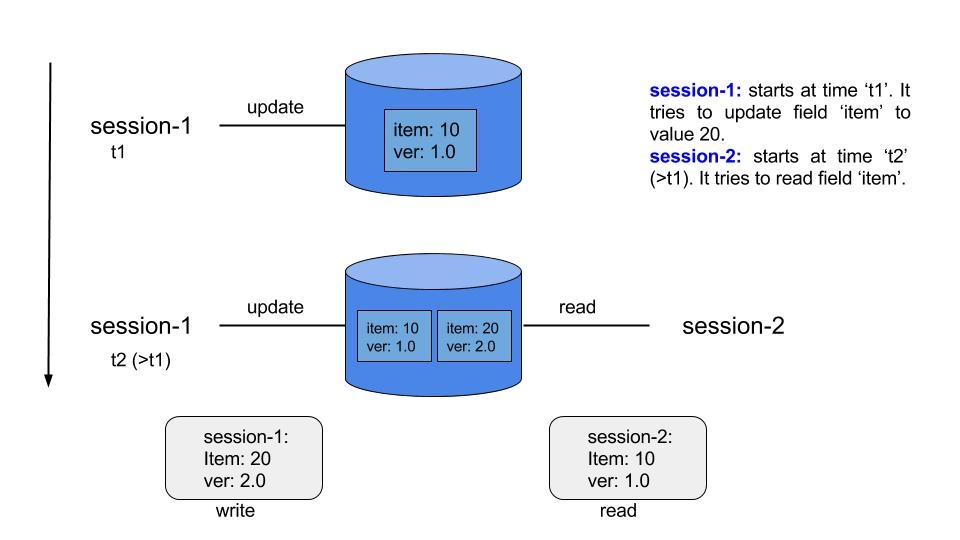 session-1
t1
update
item: 10
ver: 1.0
session-1: starts at time ‘t1’. It
tries to update field ‘item’ to
value 20.
session-2: starts at time ‘t2’
(>t1). It tries to read field ‘item’.
session-1
t2 (>t1)
update
item: 10
ver: 1.0
item: 20
ver: 2.0
read
session-2
session-1:
Item: 20
ver: 2.0
write
session-2:
Item: 10
ver: 1.0
read